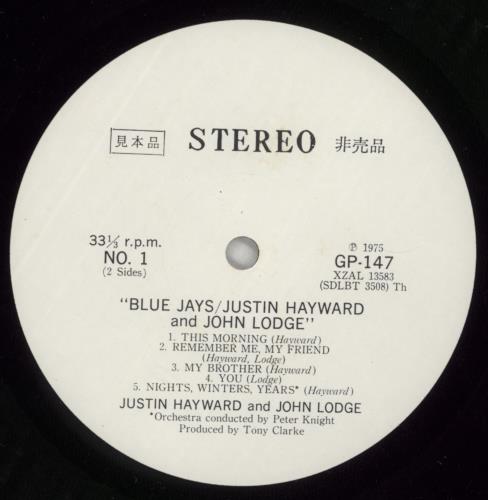 見本品 STEREO 非売品
33⅓ r.p.m.
NO. 1
(2 Sides)
℗ 1975
GP-147
XZAL 13583
(SDLBT 3508) Th
"BLUE JAYS/JUSTIN HAYWARD
and JOHN LODGE"
1. THIS MORNING (Hayward)
2. REMEMBER ME, MY FRIEND
(Hayward, Lodge)
3. MY BROTHER (Hayward)
4. YOU (Lodge)
5. NIGHTS, WINTERS, YEARS* (Hayward)
JUSTIN HAYWARD and JOHN LODGE
*Orchestra conducted by Peter Knight
Produced by Tony Clarke